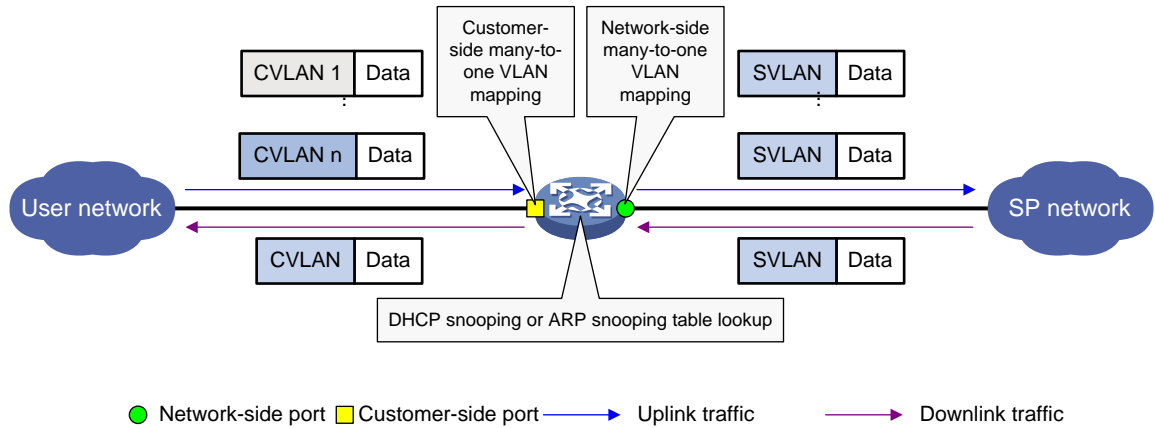 Customer-
side many-to-
one VLAN
mapping
Network-side
many-to-one
VLAN
mapping
CVLAN 1 Data
⋮
SVLAN Data
⋮
CVLAN n Data
SVLAN Data
User network
SP network
CVLAN Data
SVLAN Data
DHCP snooping or ARP snooping table lookup
Network-side port
Customer-side port
Uplink traffic
Downlink traffic